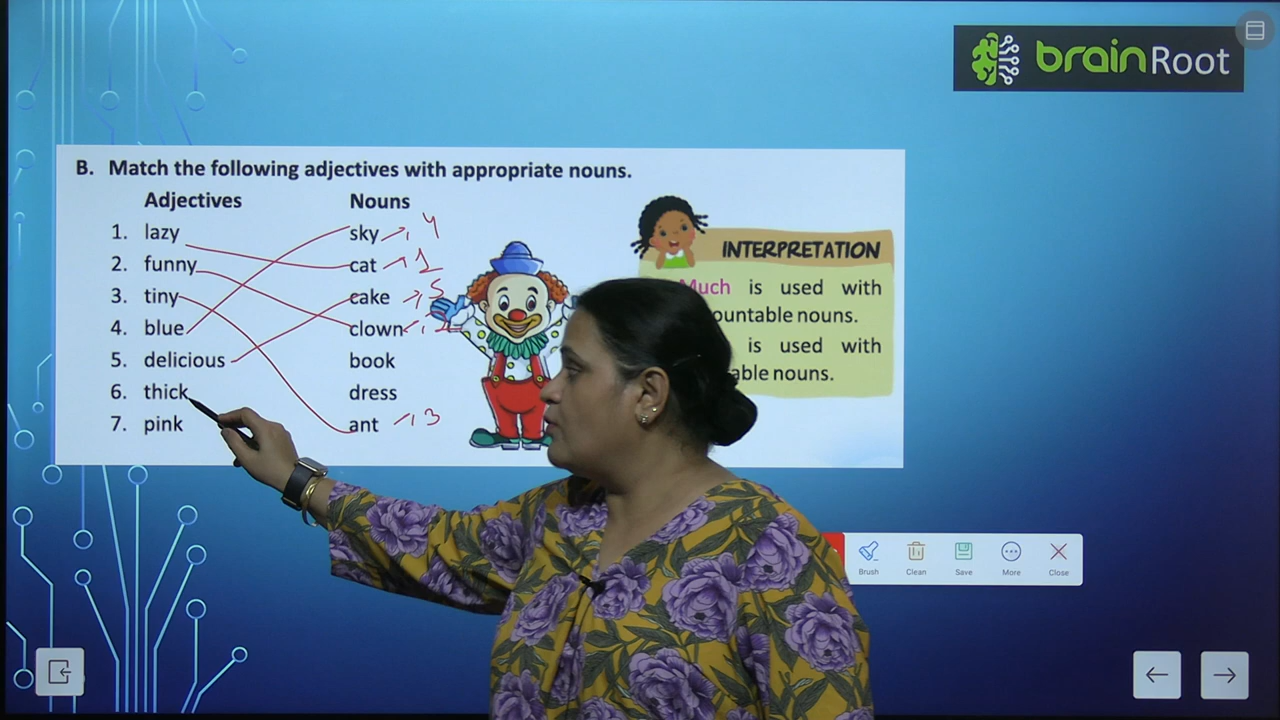 brainRoot
B. Match the following adjectives with appropriate nouns.
Adjectives Nouns
1. lazy sky 4
2. funny cat 1
3. tiny cake 5
4. blue clown 2
5. delicious book
6. thick dress
7. pink ant 3
INTERPRETATION
Much is used with
ountable nouns.
is used with
able nouns.
Brush Clean Save More Close